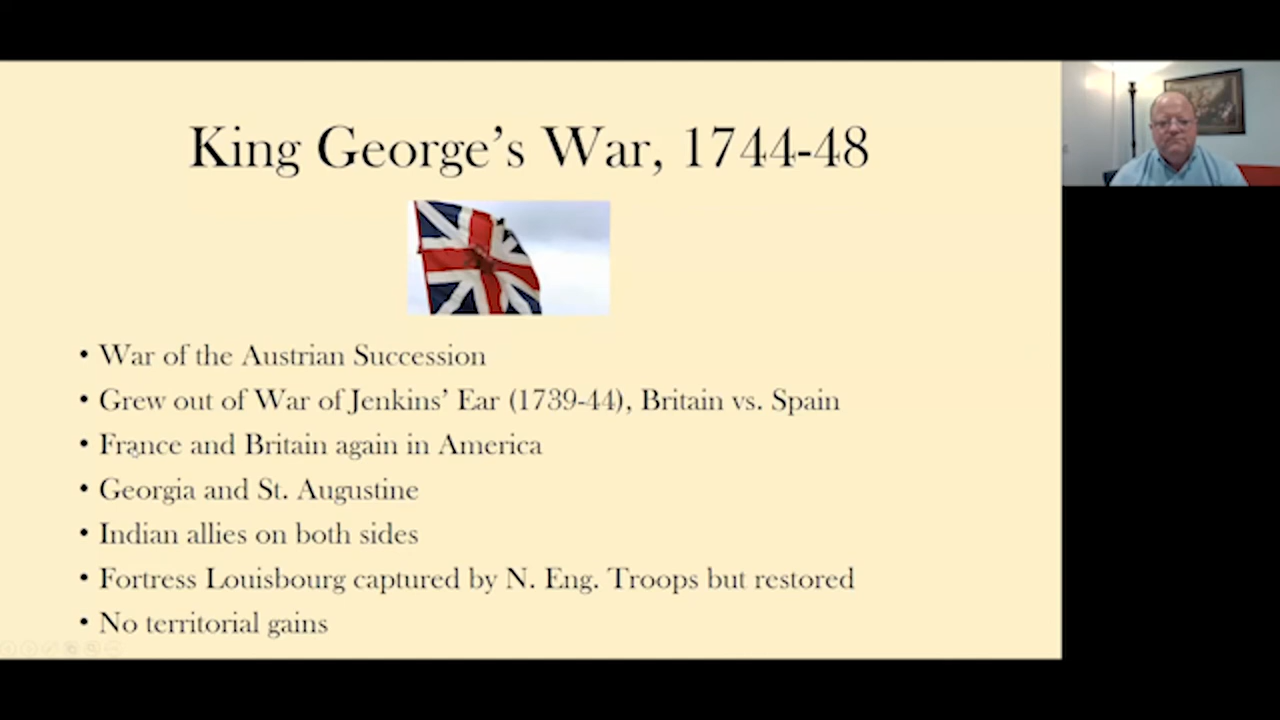 King George’s War, 1744-48
• War of the Austrian Succession
• Grew out of War of Jenkins’ Ear (1739-44), Britain vs. Spain
• France and Britain again in America
• Georgia and St. Augustine
• Indian allies on both sides
• Fortress Louisbourg captured by N. Eng. Troops but restored
• No territorial gains